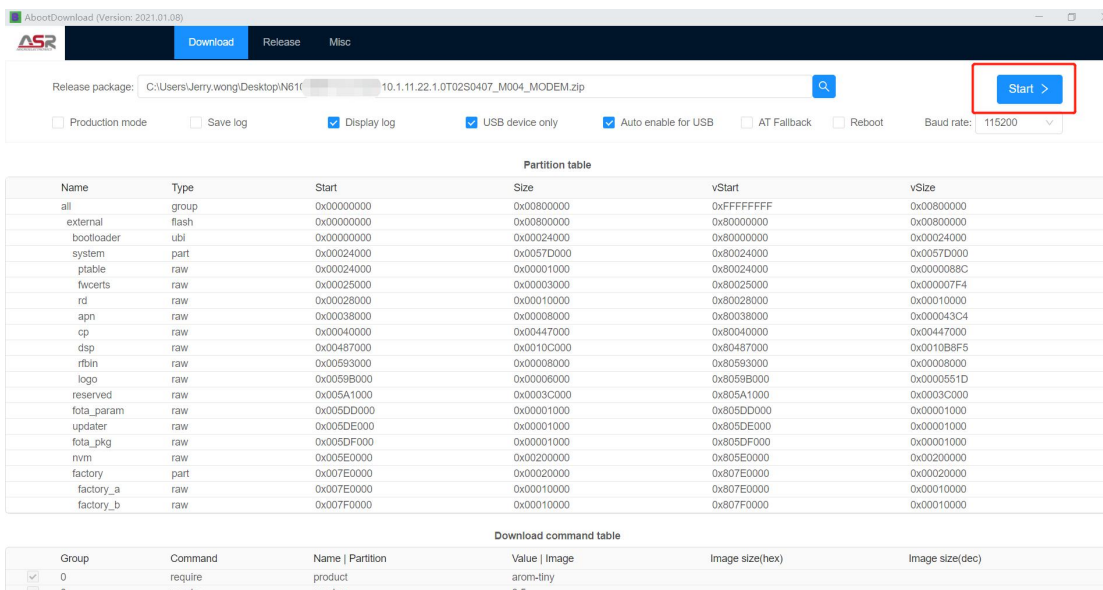 AbootDownload (Version: 2021.01.08)
ASR Download Release Misc
Release package: C:\Users\Jerry.wong\Desktop\N61 10.1.11.22.1.0T02S0407_M004_MODEM.zip Start >
Production mode Save log Display log USB device only Auto enable for USB AT Fallback Reboot Baud rate: 115200
Partition table
Name Type Start Size vStart vSize
all group 0x00000000 0x00800000 0xFFFFFFFF 0x00800000
external flash 0x00000000 0x00800000 0x80000000 0x00800000
bootloader ubi 0x00000000 0x00024000 0x80000000 0x00024000
system part 0x00024000 0x0057D000 0x80024000 0x0057D000
ptable raw 0x00024000 0x00001000 0x80024000 0x0000088C
fwcerts raw 0x00025000 0x00003000 0x80025000 0x000007F4
rd raw 0x00028000 0x00010000 0x80028000 0x00010000
apn raw 0x00038000 0x00008000 0x80038000 0x000043C4
cp raw 0x00040000 0x00447000 0x80040000 0x00447000
dsp raw 0x00487000 0x0010C000 0x80487000 0x0010B8F5
rfbin raw 0x00593000 0x00008000 0x80593000 0x00008000
logo raw 0x0059B000 0x00006000 0x8059B000 0x0000551D
reserved raw 0x005A1000 0x0003C000 0x805A1000 0x0003C000
fota_param raw 0x005DD000 0x00001000 0x805DD000 0x00001000
updater raw 0x005DE000 0x00001000 0x805DE000 0x00001000
fota_pkg raw 0x005DF000 0x00001000 0x805DF000 0x00001000
nvm raw 0x005E0000 0x00200000 0x805E0000 0x00200000
factory part 0x007E0000 0x00020000 0x807E0000 0x00020000
factory_a raw 0x007E0000 0x00010000 0x807E0000 0x00010000
factory_b raw 0x007F0000 0x00010000 0x807F0000 0x00010000
Download command table
Group Command Name | Partition Value | Image Image size(hex) Image size(dec)
0 require product arom-tiny